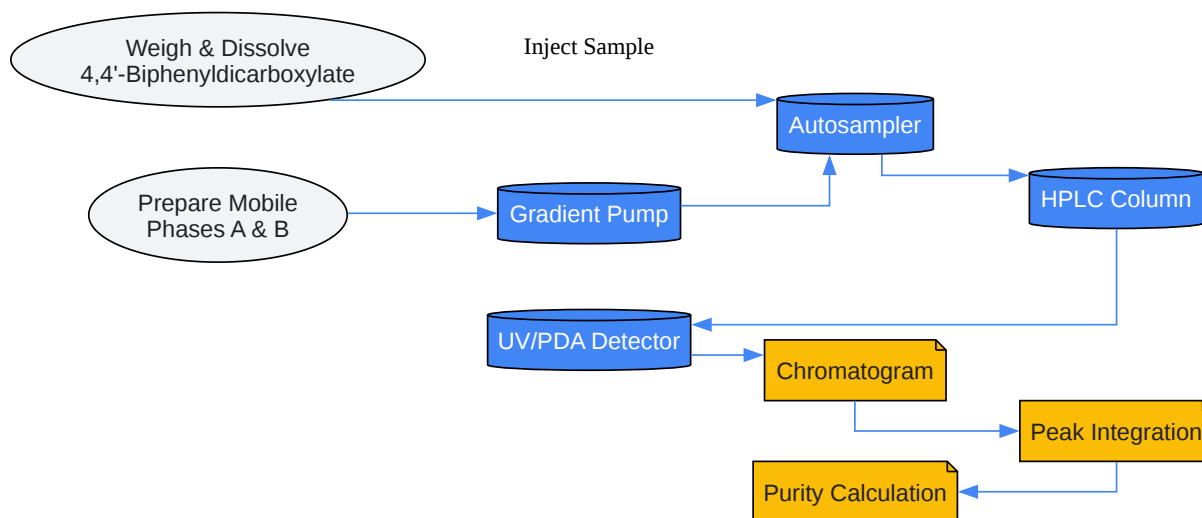 Weigh & Dissolve
4,4'-Biphenyldicarboxylate
Inject Sample
Autosampler
Prepare Mobile
Phases A & B
Gradient Pump
HPLC Column
UV/PDA Detector
Chromatogram
Peak Integration
Purity Calculation